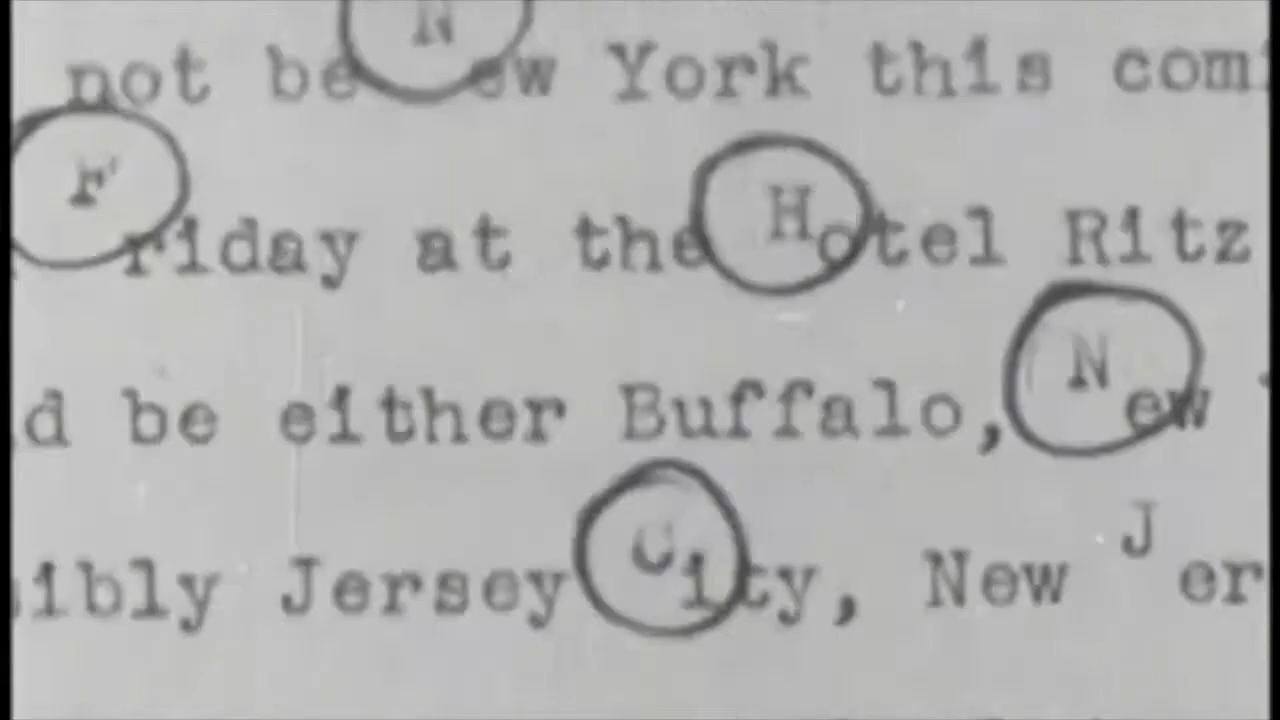 not be New York this com
Friday at the Hotel Ritz
d be either Buffalo, New
ibly Jersey City, New Jer